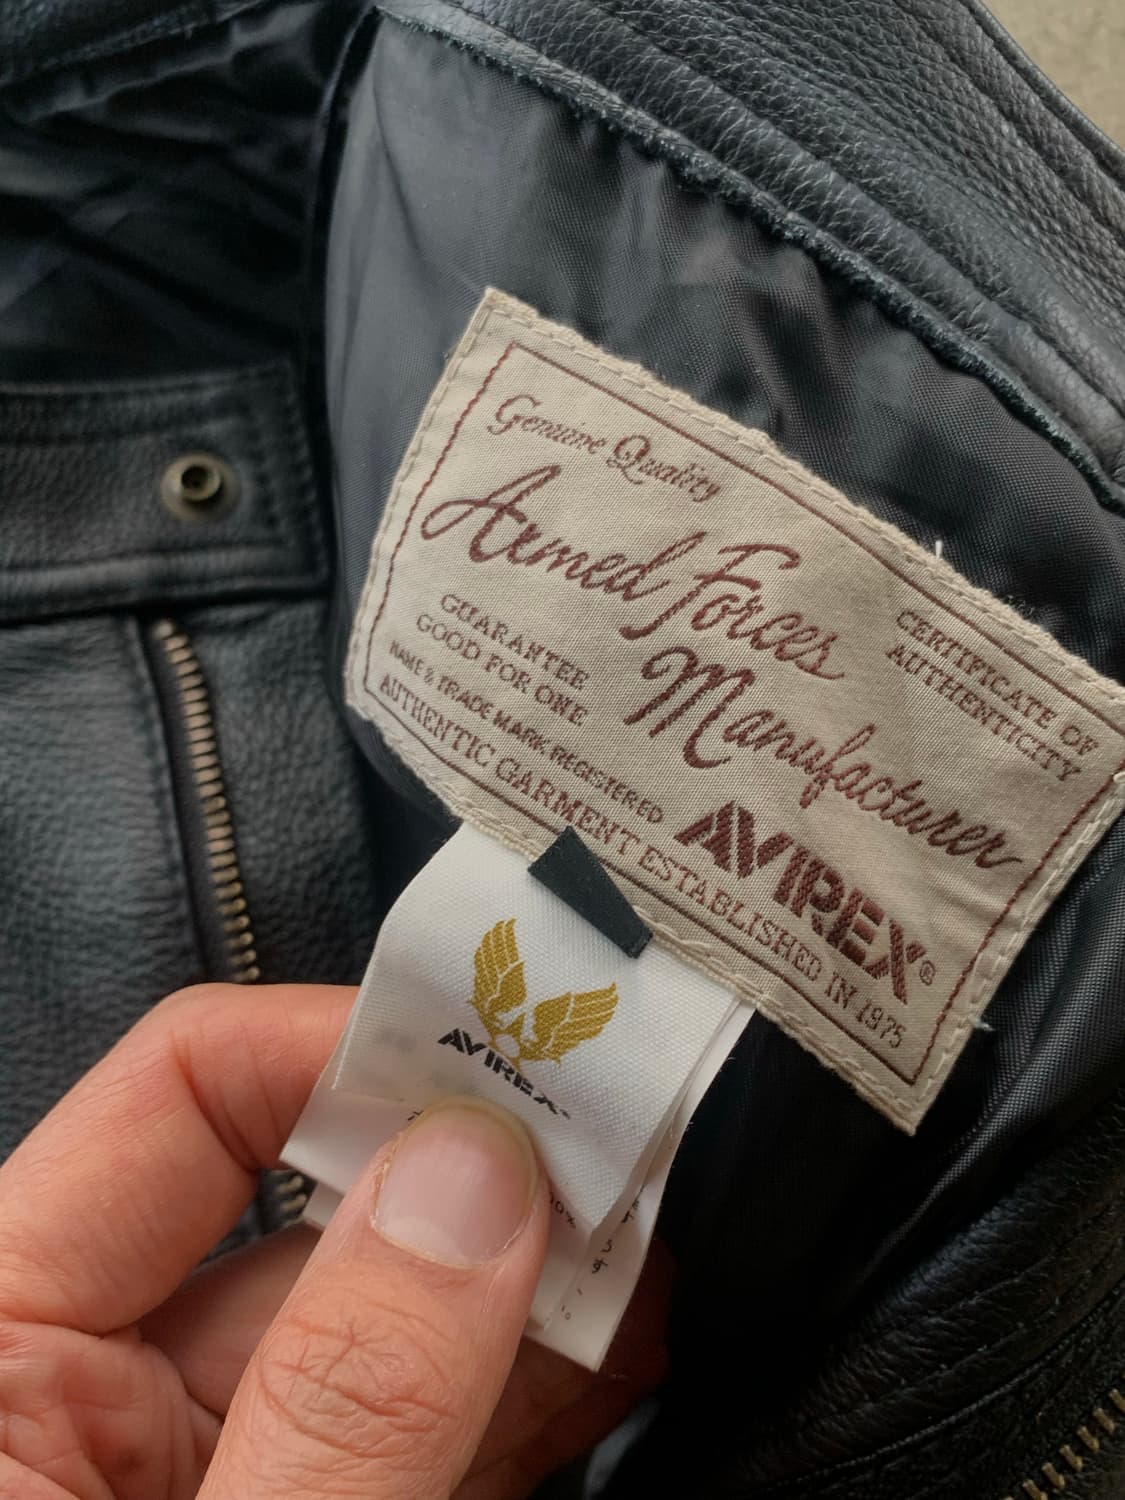 Genuine Quality
Armed Forces
Manufacturer
CERTIFICATE OF
AUTHENTICITY
GUARANTEE
GOOD FOR ONE
NAME & TRADE MARK REGISTERED
AVIREX®
AUTHENTIC GARMENT ESTABLISHED IN 1975
AVIREX